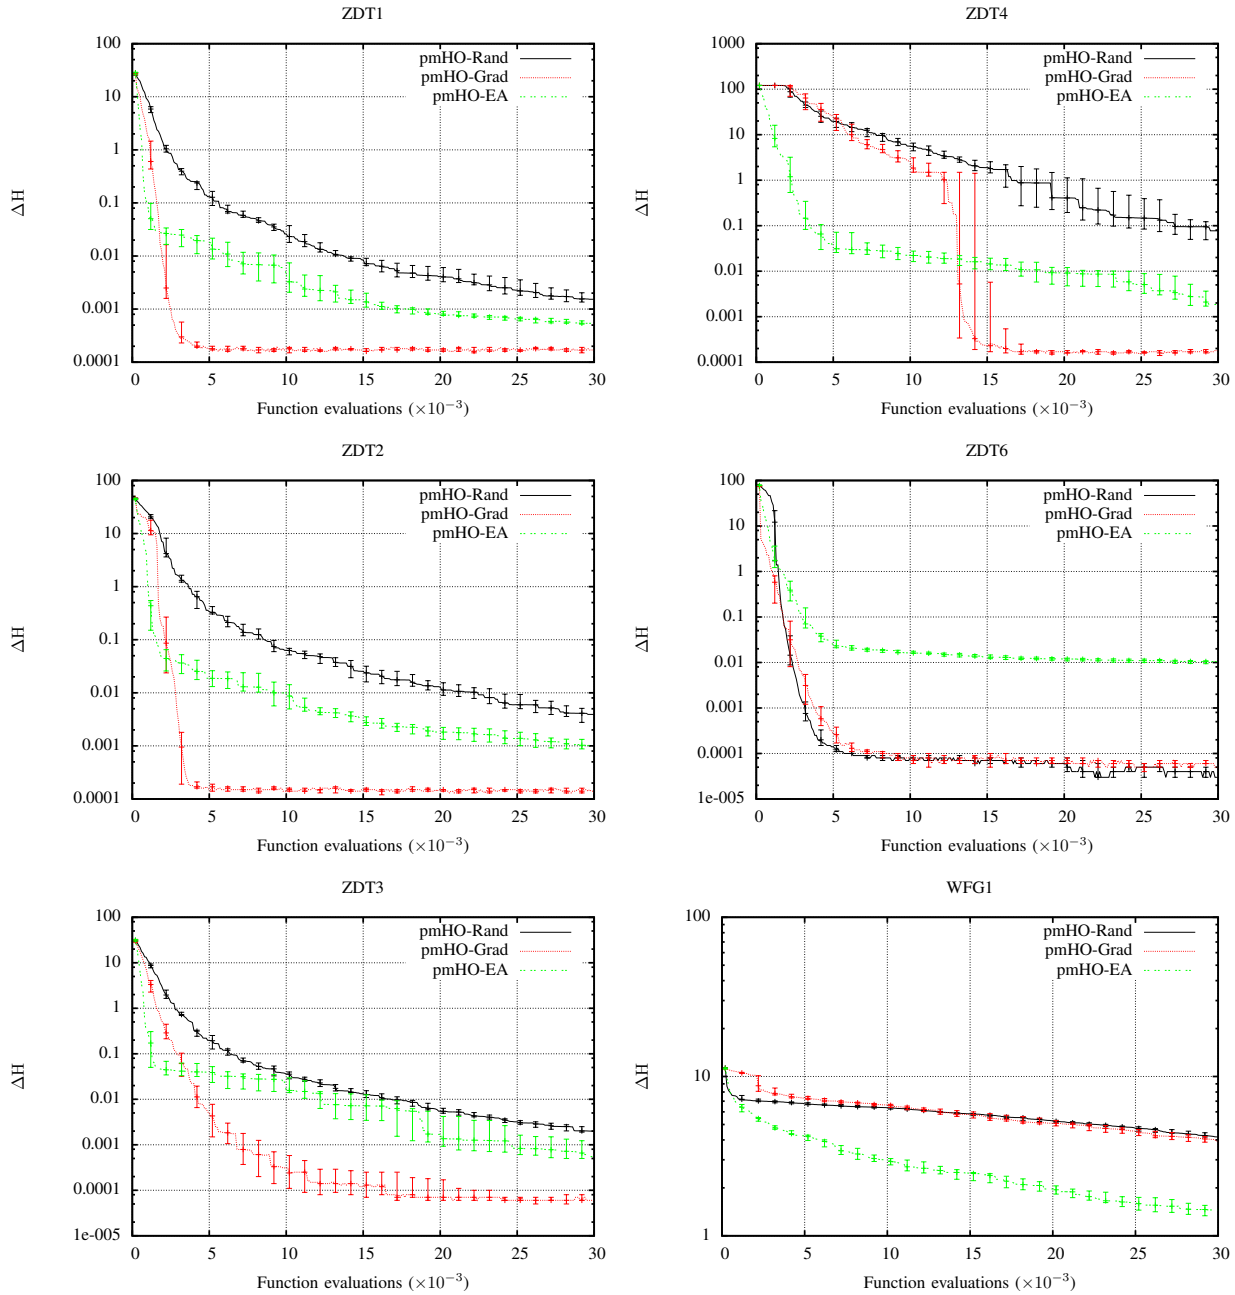 ZDT1
100
10
1
0.1
0.01
0.001
0.0001
0 5 10 15 20 25 30
ΔH
Function evaluations (×10⁻³)
pmHO-Rand
pmHO-Grad
pmHO-EA
ZDT4
1000
100
10
1
0.1
0.01
0.001
0.0001
0 5 10 15 20 25 30
ΔH
Function evaluations (×10⁻³)
pmHO-Rand
pmHO-Grad
pmHO-EA
ZDT2
100
10
1
0.1
0.01
0.001
0.0001
0 5 10 15 20 25 30
ΔH
Function evaluations (×10⁻³)
pmHO-Rand
pmHO-Grad
pmHO-EA
ZDT6
100
10
1
0.1
0.01
0.001
0.0001
1e-005
0 5 10 15 20 25 30
ΔH
Function evaluations (×10⁻³)
pmHO-Rand
pmHO-Grad
pmHO-EA
ZDT3
100
10
1
0.1
0.01
0.001
0.0001
1e-005
0 5 10 15 20 25 30
ΔH
Function evaluations (×10⁻³)
pmHO-Rand
pmHO-Grad
pmHO-EA
WFG1
100
10
1
0 5 10 15 20 25 30
ΔH
Function evaluations (×10⁻³)
pmHO-Rand
pmHO-Grad
pmHO-EA